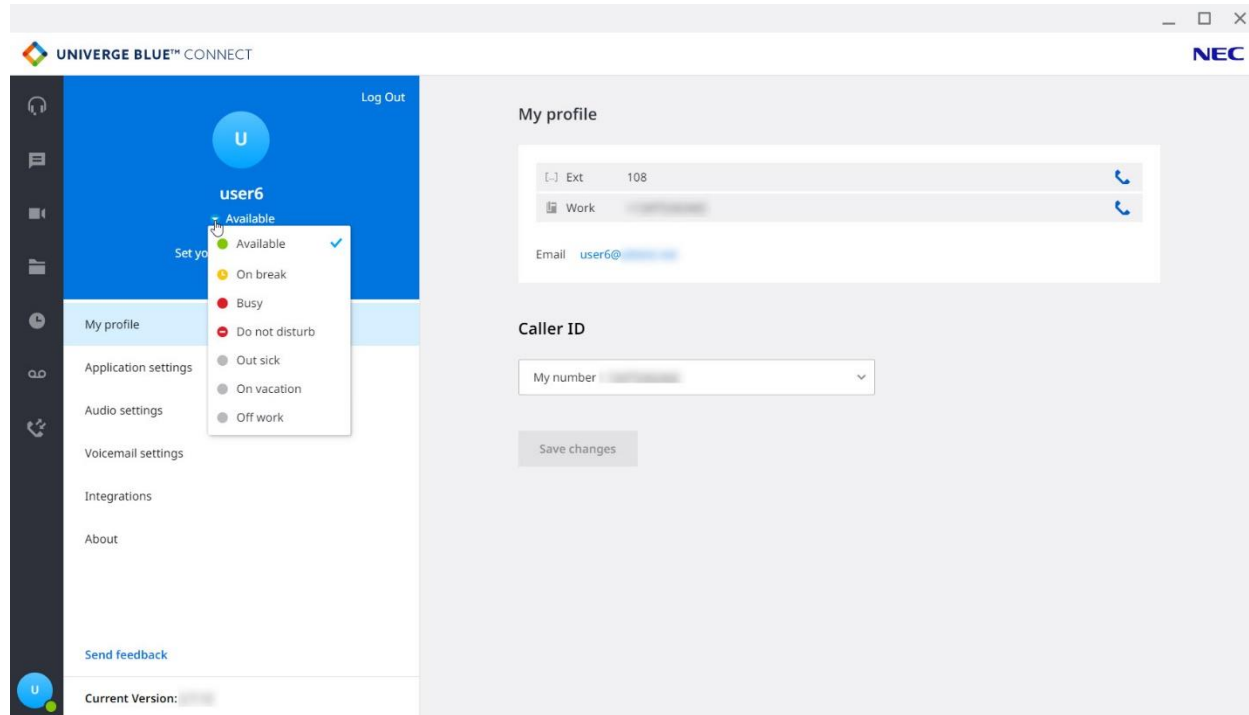 UNIVERGE BLUE™ CONNECT
NEC
Log Out
U
user6
Available
Set yo
Available
On break
Busy
Do not disturb
Out sick
On vacation
Off work
My profile
Application settings
Audio settings
Voicemail settings
Integrations
About
Send feedback
U
Current Version:
My profile
[..] Ext 108
Work
Email user6@
Caller ID
My number
Save changes